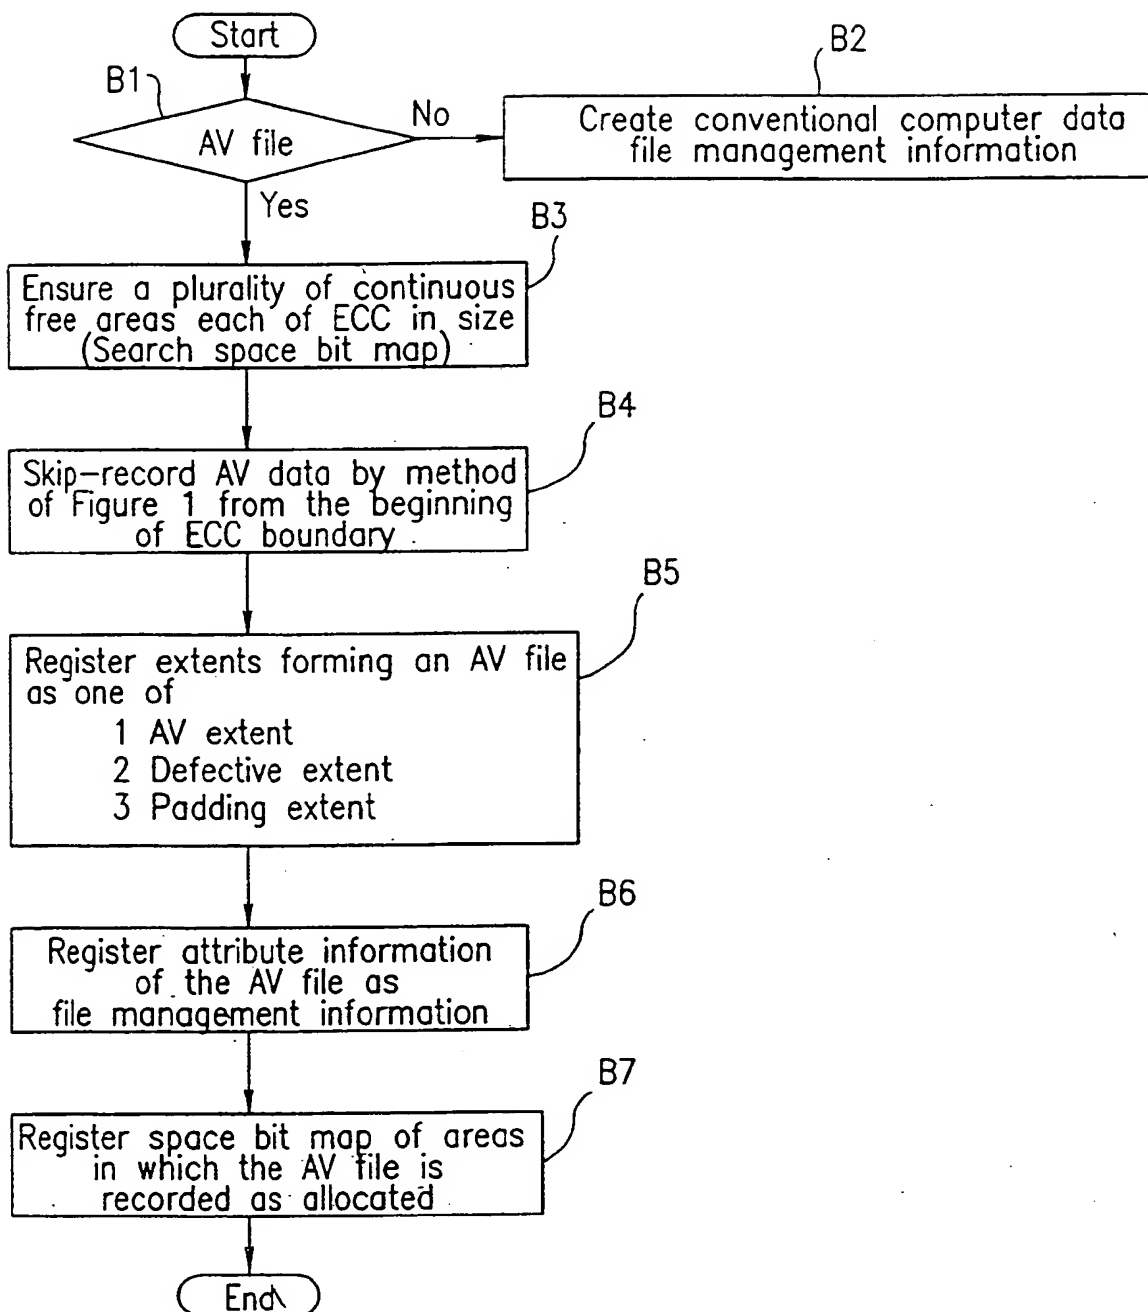 Start
B1
AV file
No
B2
Create conventional computer data
file management information
Yes
B3
Ensure a plurality of continuous
free areas each of ECC in size
(Search space bit map)
B4
Skip-record AV data by method
of Figure 1 from the beginning
of ECC boundary
B5
Register extents forming an AV file
as one of
1 AV extent
2 Defective extent
3 Padding extent
B6
Register attribute information
of the AV file as
file management information
B7
Register space bit map of areas
in which the AV file is
recorded as allocated
End